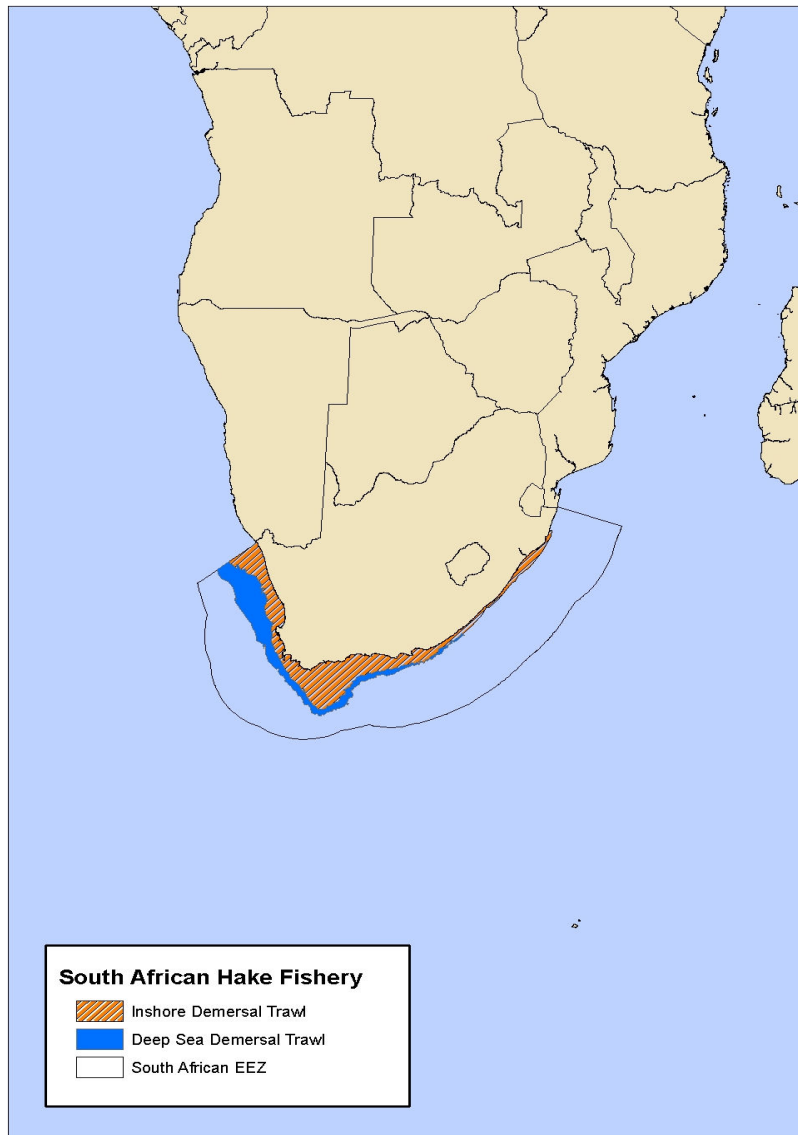 South African Hake Fishery
Inshore Demersal Trawl
Deep Sea Demersal Trawl
South African EEZ